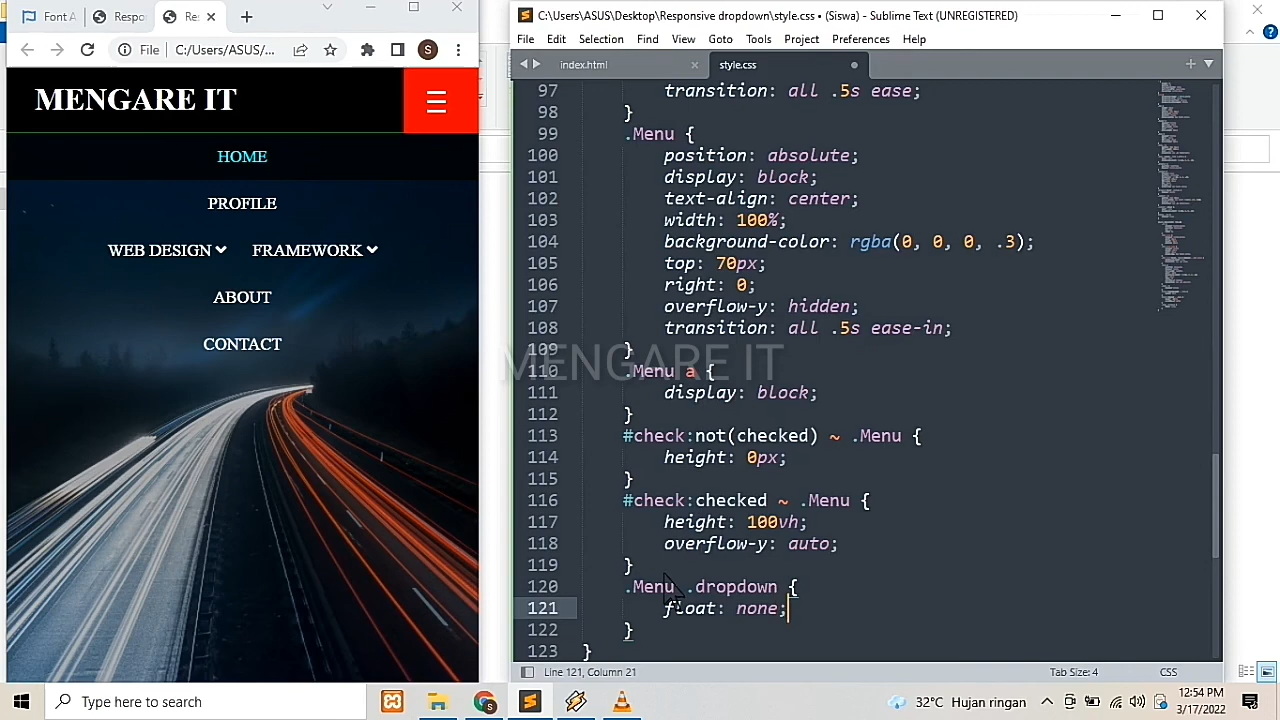 Font A
Respo
Res
C:\Users\ASUS\Desktop\Responsive dropdown\style.css • (Siswa) - Sublime Text (UNREGISTERED)
File Edit Selection Find View Goto Tools Project Preferences Help
File
C:/Users/ASUS/...
S
index.html
style.css
MENGARE IT
HOME
PROFILE
WEB DESIGN
FRAMEWORK
ABOUT
CONTACT
97 transition: all .5s ease;
98 }
99 .Menu {
100 position: absolute;
101 display: block;
102 text-align: center;
103 width: 100%;
104 background-color: rgba(0, 0, 0, .3);
105 top: 70px;
106 right: 0;
107 overflow-y: hidden;
108 transition: all .5s ease-in;
109 }
MENGARE IT
110 .Menu a {
111 display: block;
112 }
113 #check:not(checked) ~ .Menu {
114 height: 0px;
115 }
116 #check:checked ~ .Menu {
117 height: 100vh;
118 overflow-y: auto;
119 }
120 .Menu .dropdown {
121 float: none;
122 }
123 }
Line 121, Column 21
Tab Size: 4
CSS
Type here to search
32°C Hujan ringan
12:54 PM
3/17/2022